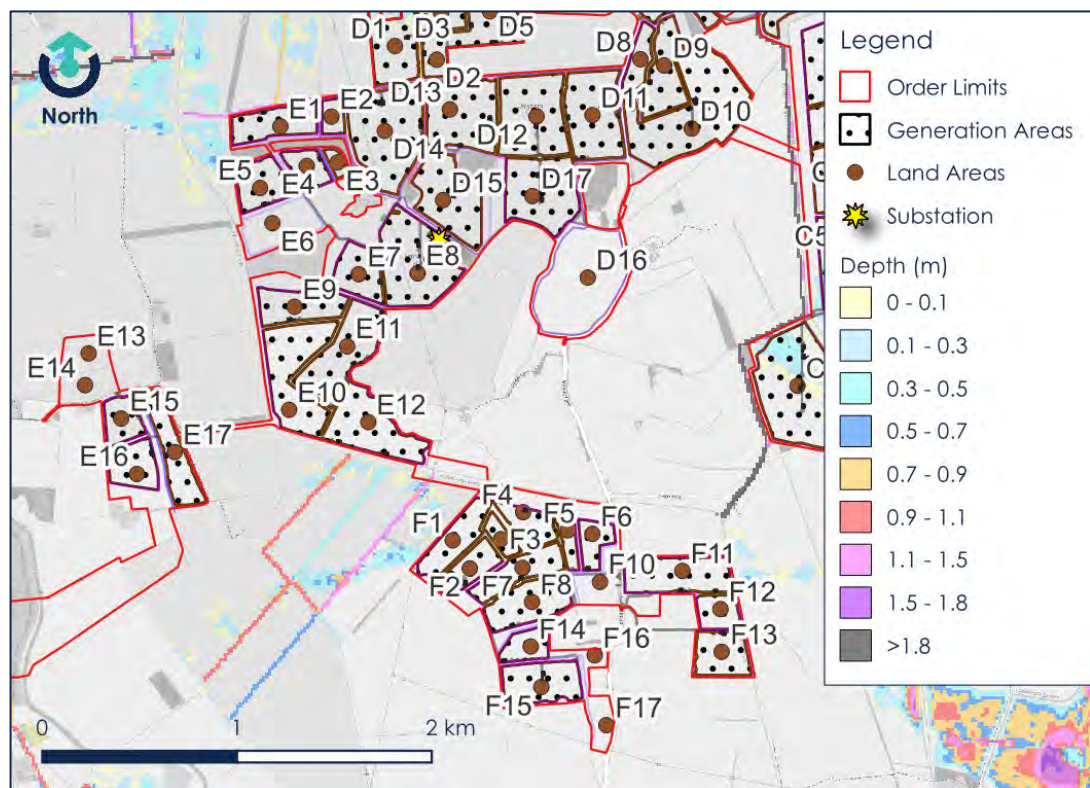 D1
D3
D5
D8
D9
D2
D13
D11
D10
D12
E1
E2
D14
E3
E4
E5
D15
D17
E6
E7
E8
D16
C5
E9
E11
E13
E14
E10
E12
E15
E16
E17
C
F4
F1
F3
F5
F6
F2
F7
F8
F10
F11
F12
F13
F14
F15
F16
F17
North
0
1
2 km
Legend
Order Limits
Generation Areas
Land Areas
Substation
Depth (m)
0 - 0.1
0.1 - 0.3
0.3 - 0.5
0.5 - 0.7
0.7 - 0.9
0.9 - 1.1
1.1 - 1.5
1.5 - 1.8
>1.8